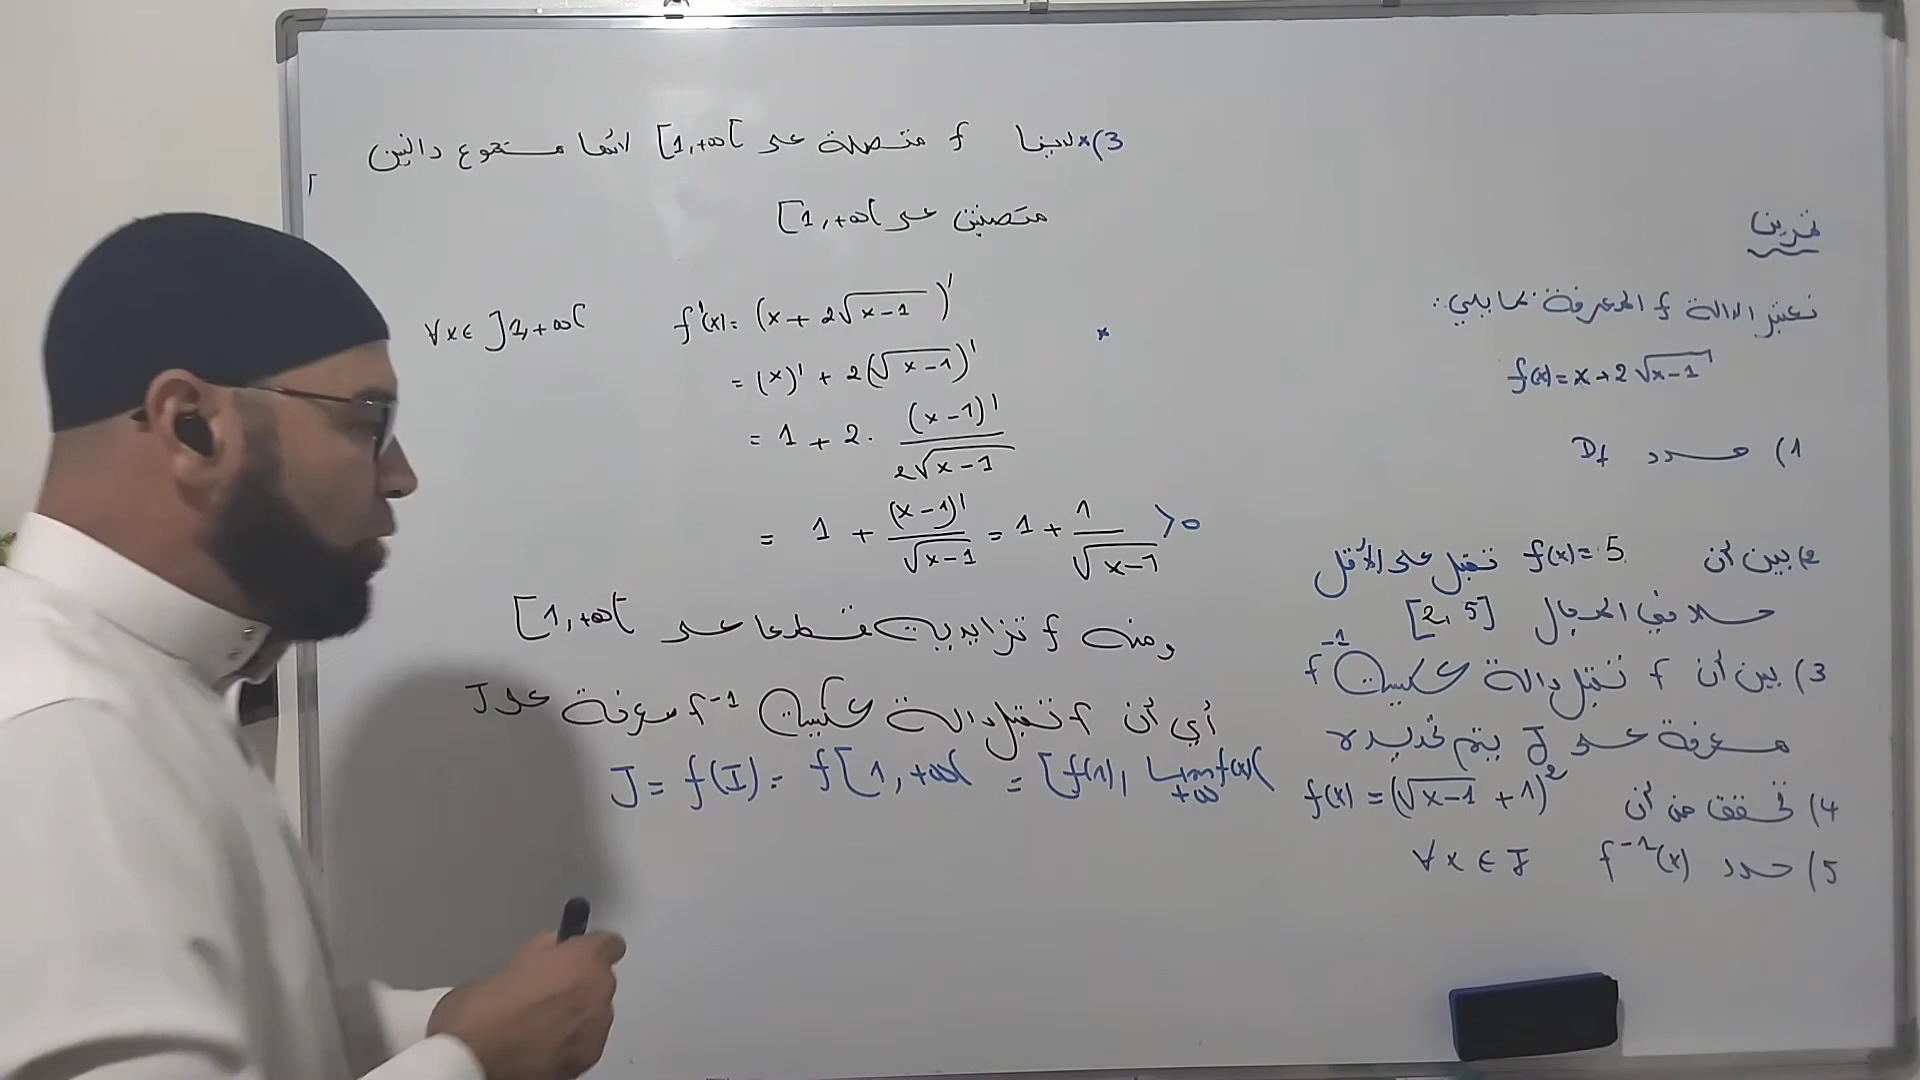 تمرين
نعتبر الدالة f المعرفة بما يلي:
f(x) = x + 2√(x-1)
1) حدد Df
2) بين أن f(x) = 5 تقبل على الأقل
حلا في المجال [2, 5]
3) بين أن f تقبل دالة عكسية f⁻¹
معرفة على J يتم تحديده
4) تحقق من أن f(x) = (√(x-1) + 1)²
5) حدد f⁻¹(x) ∀x ∈ J
3)* لدينا f متصلة على [1,+∞[ لأنها مجموع دالتين
متصلتين على [1,+∞[
∀x ∈ ]1,+∞[ f'(x) = (x + 2√(x-1))'
= (x)' + 2(√(x-1))'
= 1 + 2 · (x-1)' / 2√(x-1)
= 1 + (x-1)' / √(x-1) = 1 + 1 / √(x-1) > 0
ومنه f تزايدية قطعا على [1,+∞[
أي أن f تقبل دالة عكسية f⁻¹ معرفة على J
J = f(I) = f[1,+∞[ = [f(1), lim f(x)[
+∞